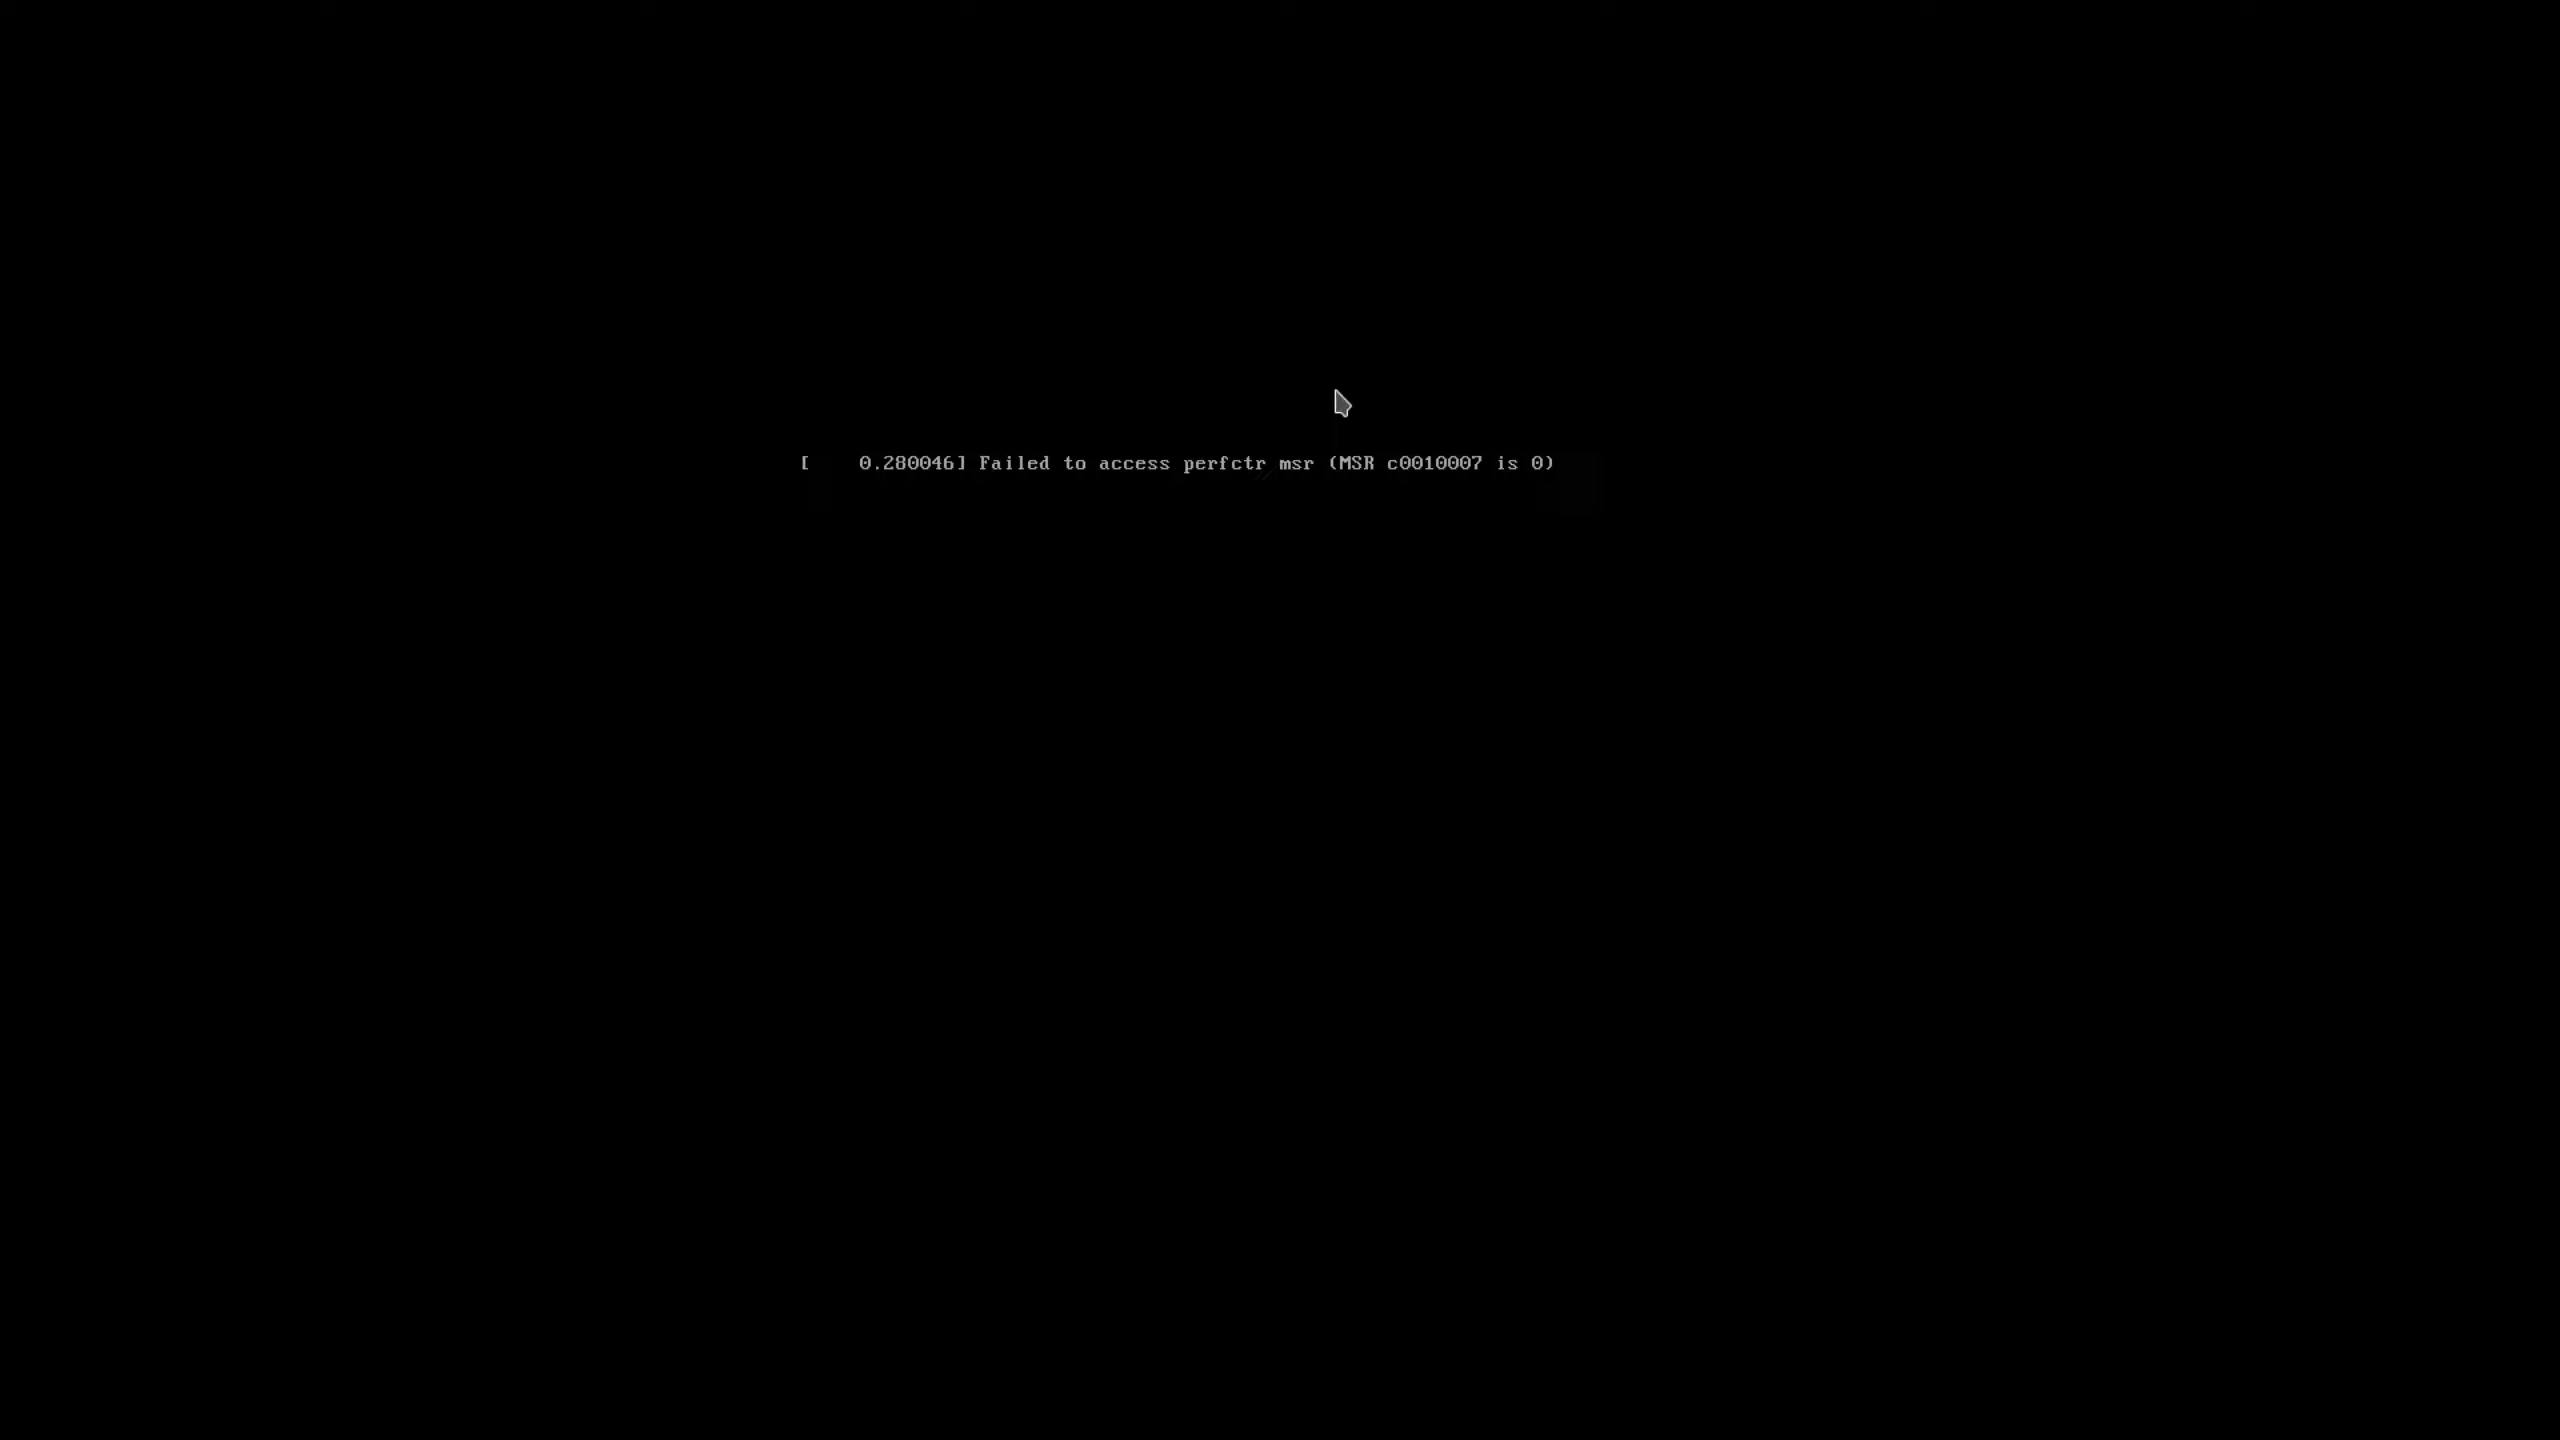 [    0.280046] Failed to access perfctr msr (MSR c0010007 is 0)